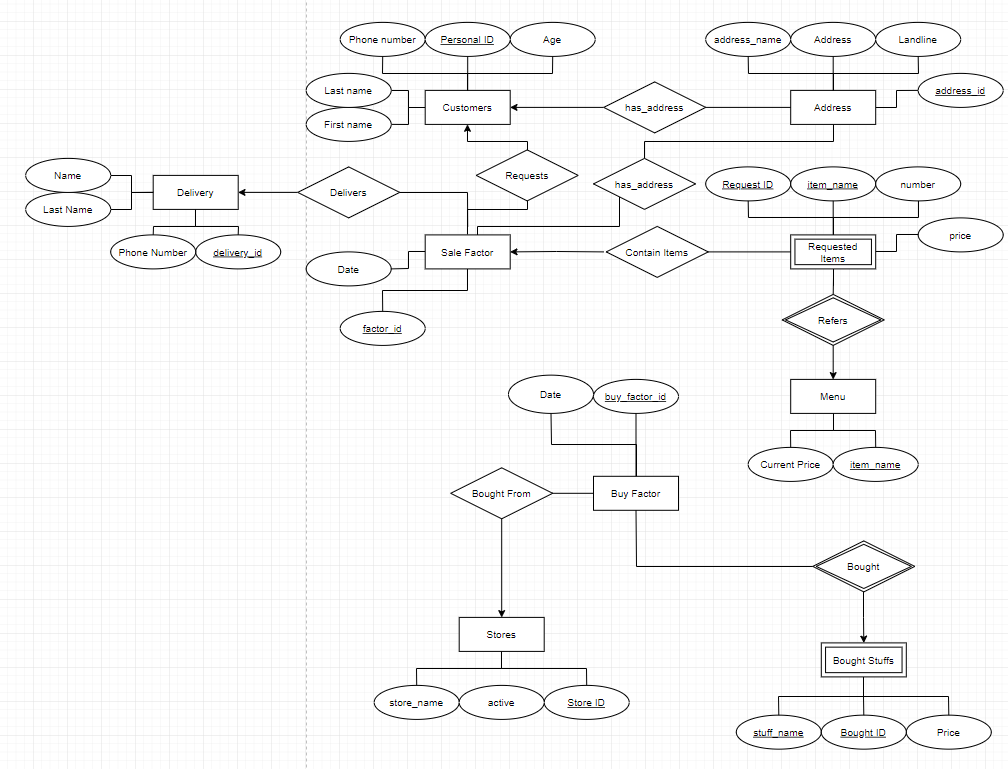 Phone number
Personal ID
Age
address_name
Address
Landline
Last name
First name
Customers
has_address
Address
address_id
Name
Last Name
Delivery
Delivers
Requests
has_address
Request ID
item_name
number
price
Phone Number
delivery_id
Date
Sale Factor
Contain Items
Requested
Items
factor_id
Refers
Menu
Date
buy_factor_id
Current Price
item_name
Bought From
Buy Factor
Bought
Stores
Bought Stuffs
store_name
active
Store ID
stuff_name
Bought ID
Price